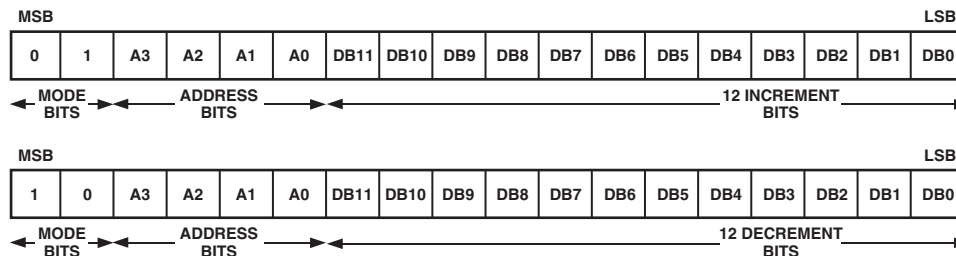 MSB LSB
0 1 A3 A2 A1 A0 DB11 DB10 DB9 DB8 DB7 DB6 DB5 DB4 DB3 DB2 DB1 DB0
MODE ADDRESS 12 INCREMENT
BITS BITS BITS
MSB LSB
1 0 A3 A2 A1 A0 DB11 DB10 DB9 DB8 DB7 DB6 DB5 DB4 DB3 DB2 DB1 DB0
MODE ADDRESS 12 DECREMENT
BITS BITS BITS